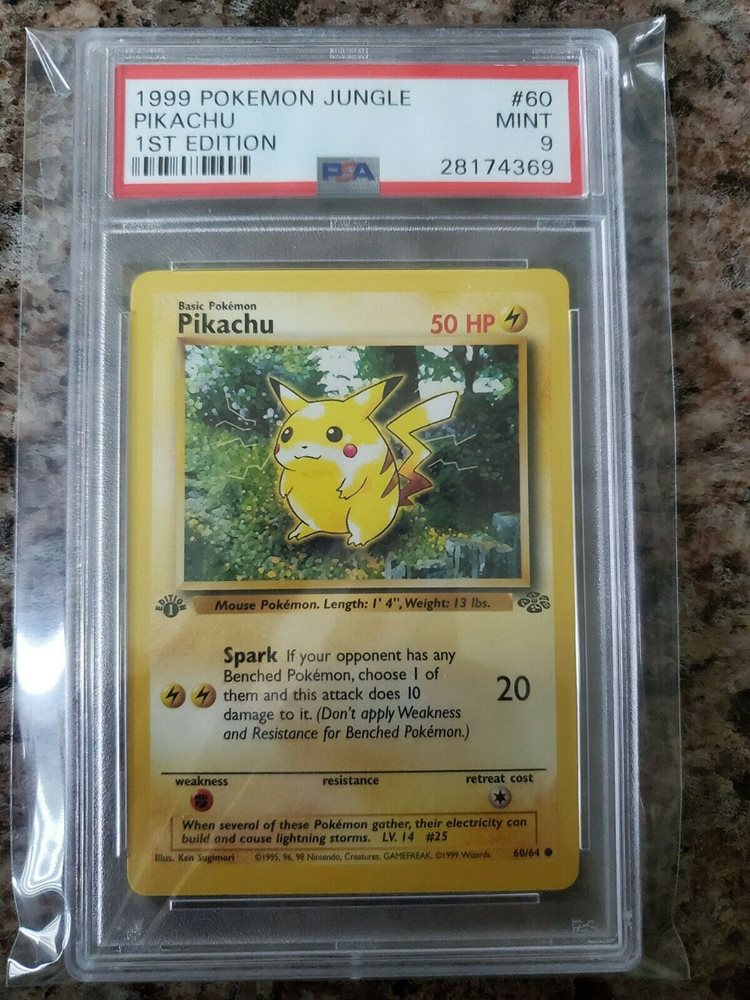 1999 POKEMON JUNGLE #60
PIKACHU MINT
1ST EDITION 9
PSA 28174369
Basic Pokémon
Pikachu 50 HP
EDITION 1
Mouse Pokémon. Length: 1' 4", Weight: 13 lbs.
Spark If your opponent has any
Benched Pokémon, choose 1 of
them and this attack does 10
damage to it. (Don't apply Weakness
and Resistance for Benched Pokémon.)
20
weakness resistance retreat cost
When several of these Pokémon gather, their electricity can
build and cause lightning storms. LV. 14 #25
Illus. Ken Sugimori ©1995, 96, 98 Nintendo, Creatures, GAMEFREAK. ©1999 Wizards. 60/64